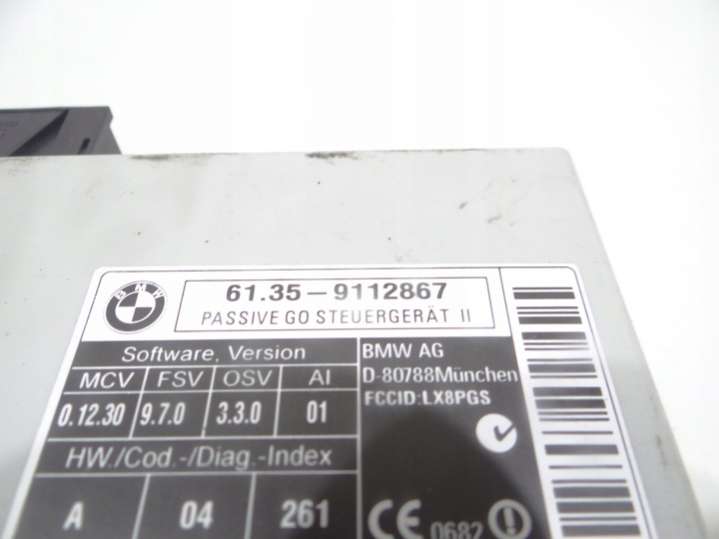 BMW
61.35-9112867
PASSIVE GO STEUERGERÄT II
Software, Version
MCV FSV OSV AI
0.12.30 9.7.0 3.3.0 01
HW./Cod.-/Diag.-Index
A 04 261
BMW AG
D-80788München
FCCID:LX8PGS
CE 0682